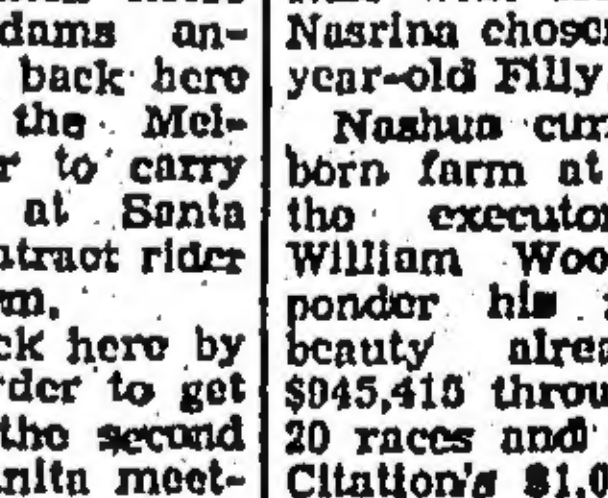 dams an-
back here
the Mel-
r to carry
at Santa
ntract rider
m.
ck here by
rder to get
the second
anita meet-
Nasrina chosen
year-old Filly
Nashua cur
born farm at
the executor
William Woo
ponder his
beauty alrea
$945,415 throu
20 races and
Citation's $1,0